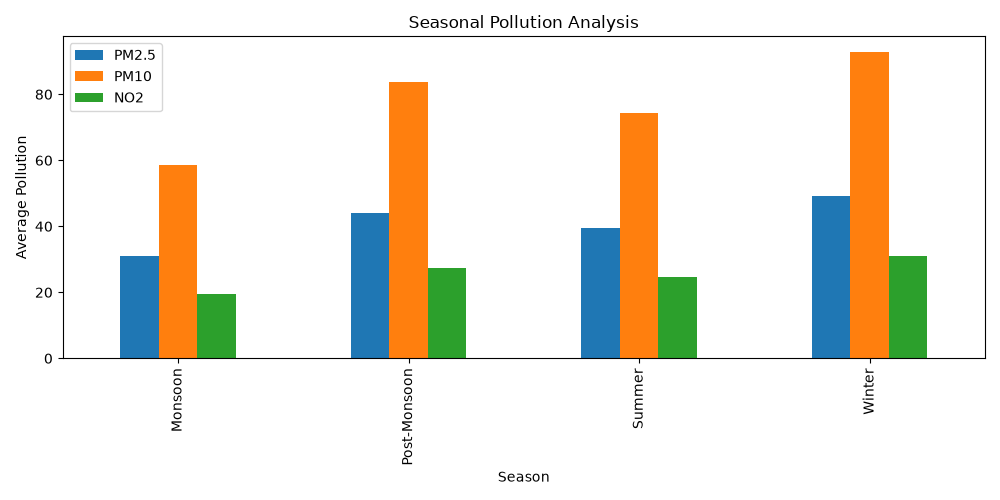 Seasonal Pollution Analysis
PM2.5
PM10
NO2
Average Pollution
80
60
40
20
0
Monsoon
Post-Monsoon
Summer
Winter
Season